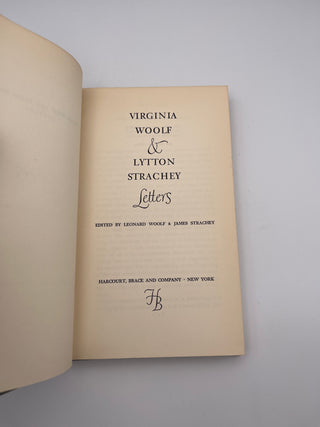 VIRGINIA
WOOLF
&
LYTTON
STRACHEY
Letters
EDITED BY LEONARD WOOLF & JAMES STRACHEY
HARCOURT, BRACE AND COMPANY · NEW YORK
HB